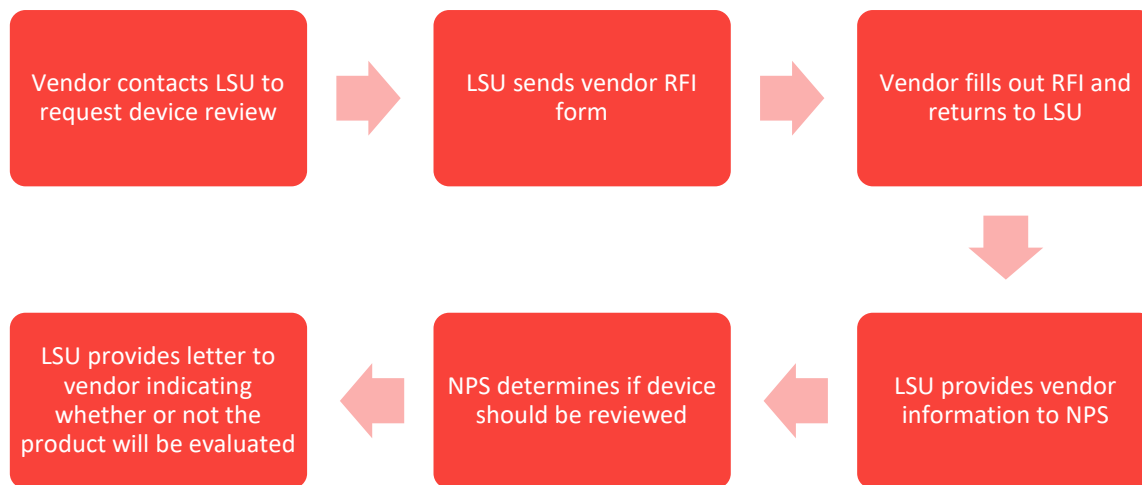 Vendor contacts LSU to
request device review
LSU sends vendor RFI
form
Vendor fills out RFI and
returns to LSU
LSU provides vendor
information to NPS
NPS determines if device
should be reviewed
LSU provides letter to
vendor indicating
whether or not the
product will be evaluated